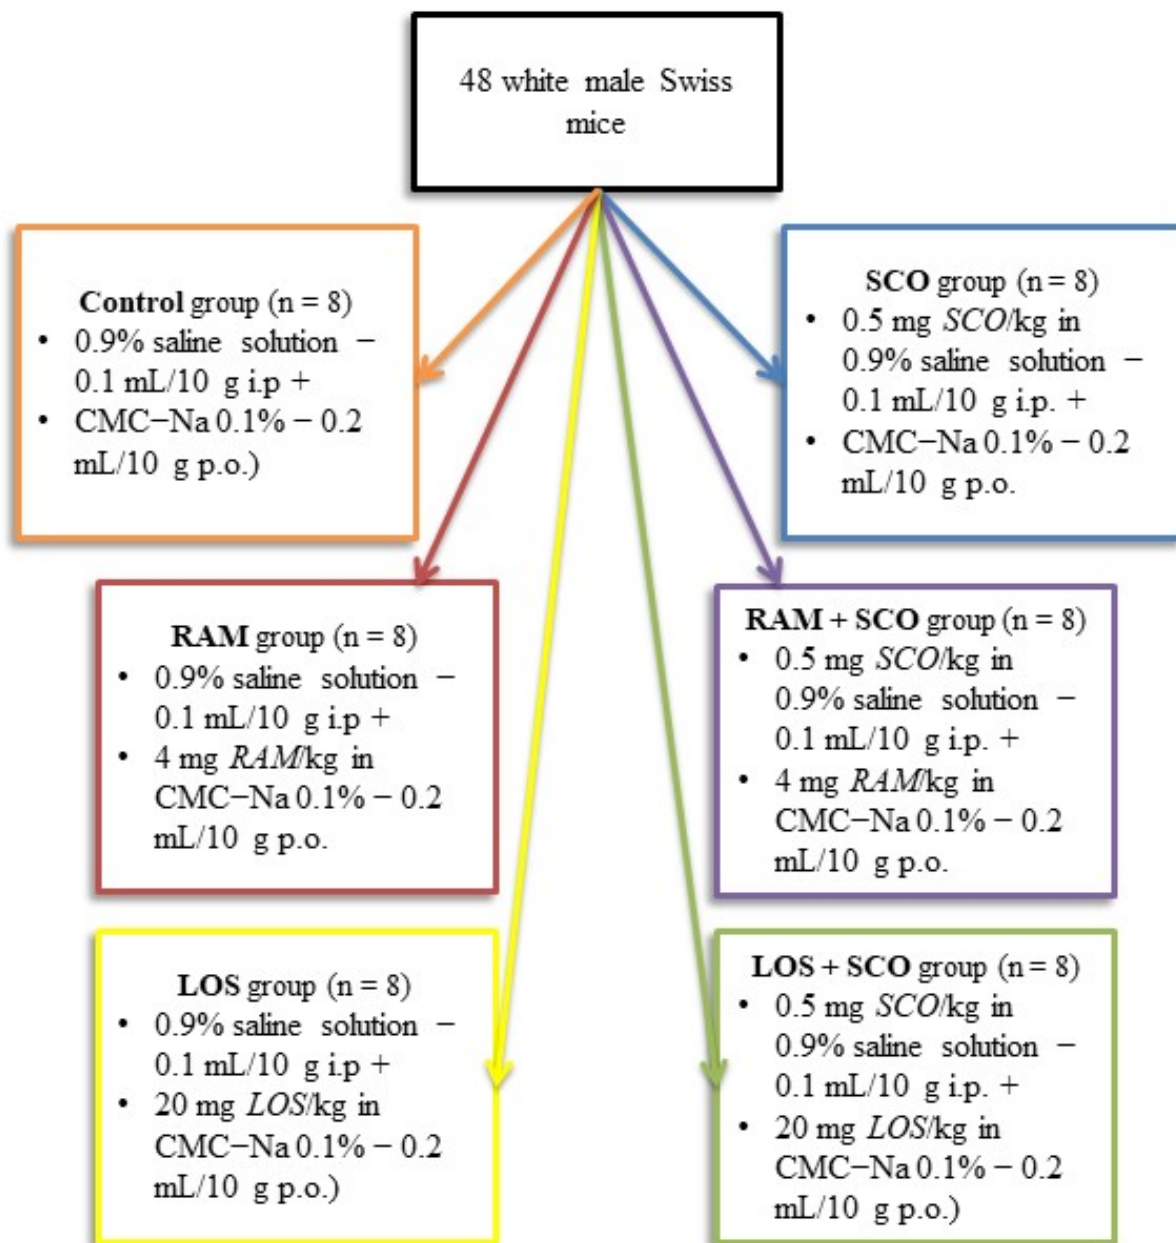 48 white male Swiss
mice
Control group (n = 8)
• 0.9% saline solution −
0.1 mL/10 g i.p +
• CMC−Na 0.1% − 0.2
mL/10 g p.o.)
SCO group (n = 8)
• 0.5 mg SCO/kg in
0.9% saline solution −
0.1 mL/10 g i.p. +
• CMC−Na 0.1% − 0.2
mL/10 g p.o.
RAM group (n = 8)
• 0.9% saline solution −
0.1 mL/10 g i.p +
• 4 mg RAM/kg in
CMC−Na 0.1% − 0.2
mL/10 g p.o.
RAM + SCO group (n = 8)
• 0.5 mg SCO/kg in
0.9% saline solution −
0.1 mL/10 g i.p. +
• 4 mg RAM/kg in
CMC−Na 0.1% − 0.2
mL/10 g p.o.
LOS group (n = 8)
• 0.9% saline solution −
0.1 mL/10 g i.p +
• 20 mg LOS/kg in
CMC−Na 0.1% − 0.2
mL/10 g p.o.)
LOS + SCO group (n = 8)
• 0.5 mg SCO/kg in
0.9% saline solution −
0.1 mL/10 g i.p. +
• 20 mg LOS/kg in
CMC−Na 0.1% − 0.2
mL/10 g p.o.)